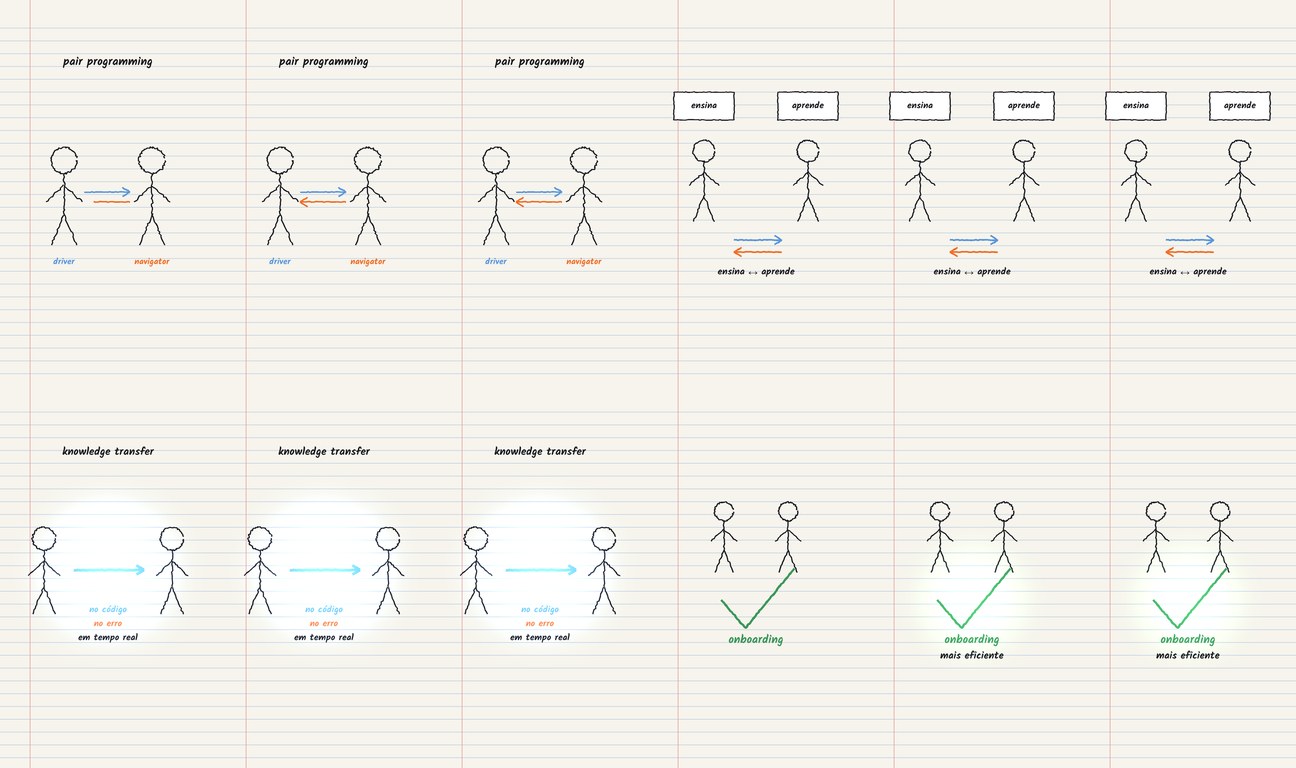 pair programming
pair programming
pair programming
ensina aprende ensina aprende ensina aprende
driver navigator
driver navigator
driver navigator
ensina ↔ aprende
ensina ↔ aprende
ensina ↔ aprende
knowledge transfer
knowledge transfer
knowledge transfer
no código
no erro
em tempo real
no código
no erro
em tempo real
no código
no erro
em tempo real
onboarding
onboarding
mais eficiente
onboarding
mais eficiente